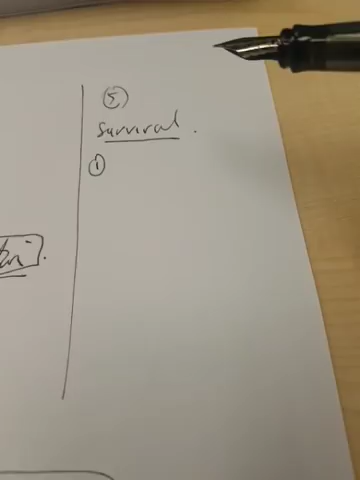 ⑤
Survival.
①